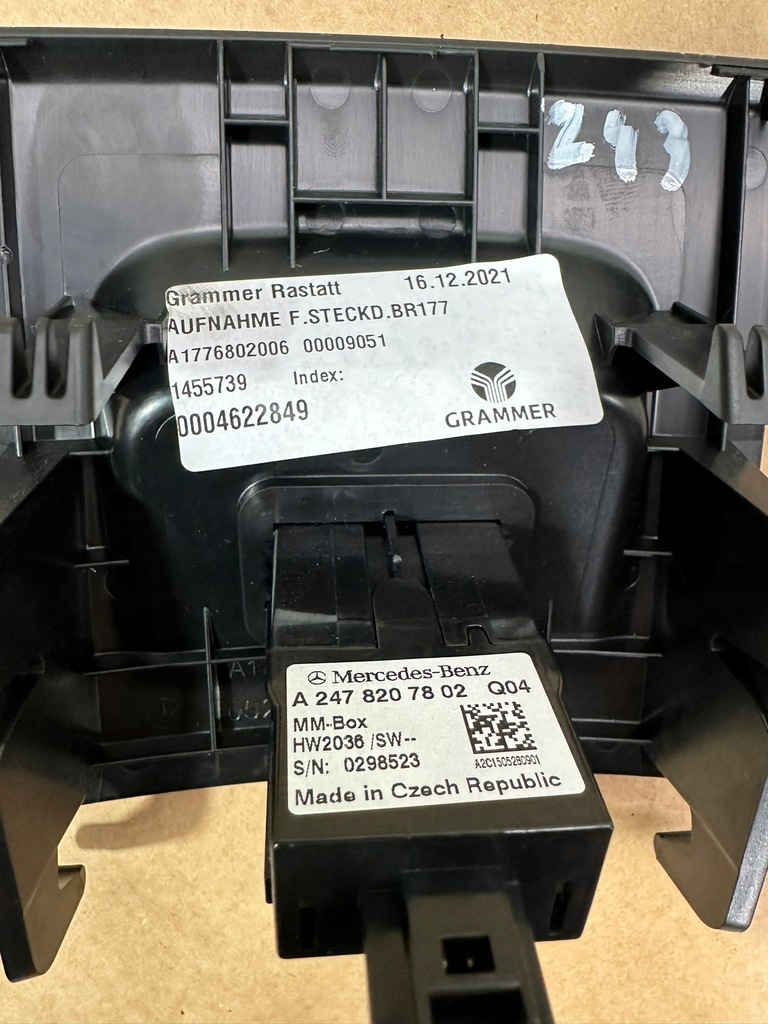 Grammer Rastatt 16.12.2021
AUFNAHME F.STECKD.BR177
A1776802006 00009051
1455739 Index:
0004622849
GRAMMER
Mercedes-Benz
A 247 820 78 02 Q04
MM-Box
HW2036 /SW--
S/N: 0298523
A2C1505280901
Made in Czech Republic